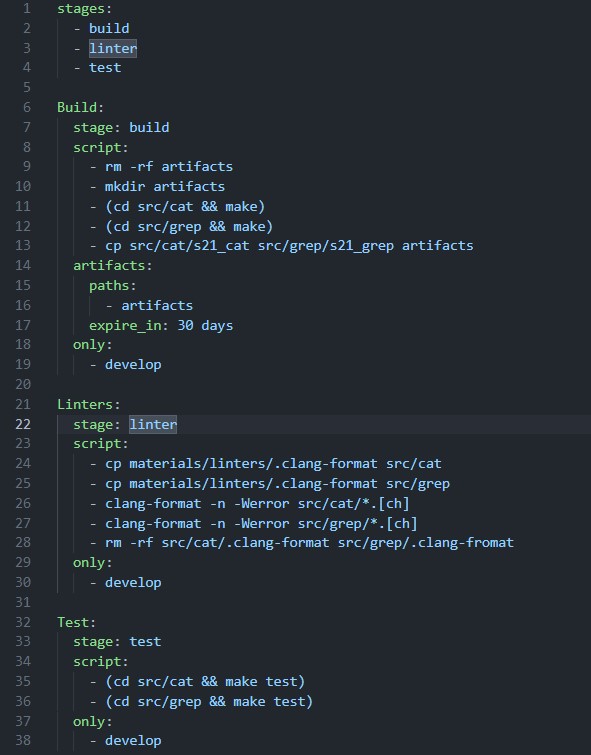 1 stages:
2   - build
3   - linter
4   - test
5
6 Build:
7   stage: build
8   script:
9     - rm -rf artifacts
10     - mkdir artifacts
11     - (cd src/cat && make)
12     - (cd src/grep && make)
13     - cp src/cat/s21_cat src/grep/s21_grep artifacts
14   artifacts:
15     paths:
16       - artifacts
17     expire_in: 30 days
18   only:
19     - develop
20
21 Linters:
22   stage: linter
23   script:
24     - cp materials/linters/.clang-format src/cat
25     - cp materials/linters/.clang-format src/grep
26     - clang-format -n -Werror src/cat/*.[ch]
27     - clang-format -n -Werror src/grep/*.[ch]
28     - rm -rf src/cat/.clang-format src/grep/.clang-fromat
29   only:
30     - develop
31
32 Test:
33   stage: test
34   script:
35     - (cd src/cat && make test)
36     - (cd src/grep && make test)
37   only:
38     - develop